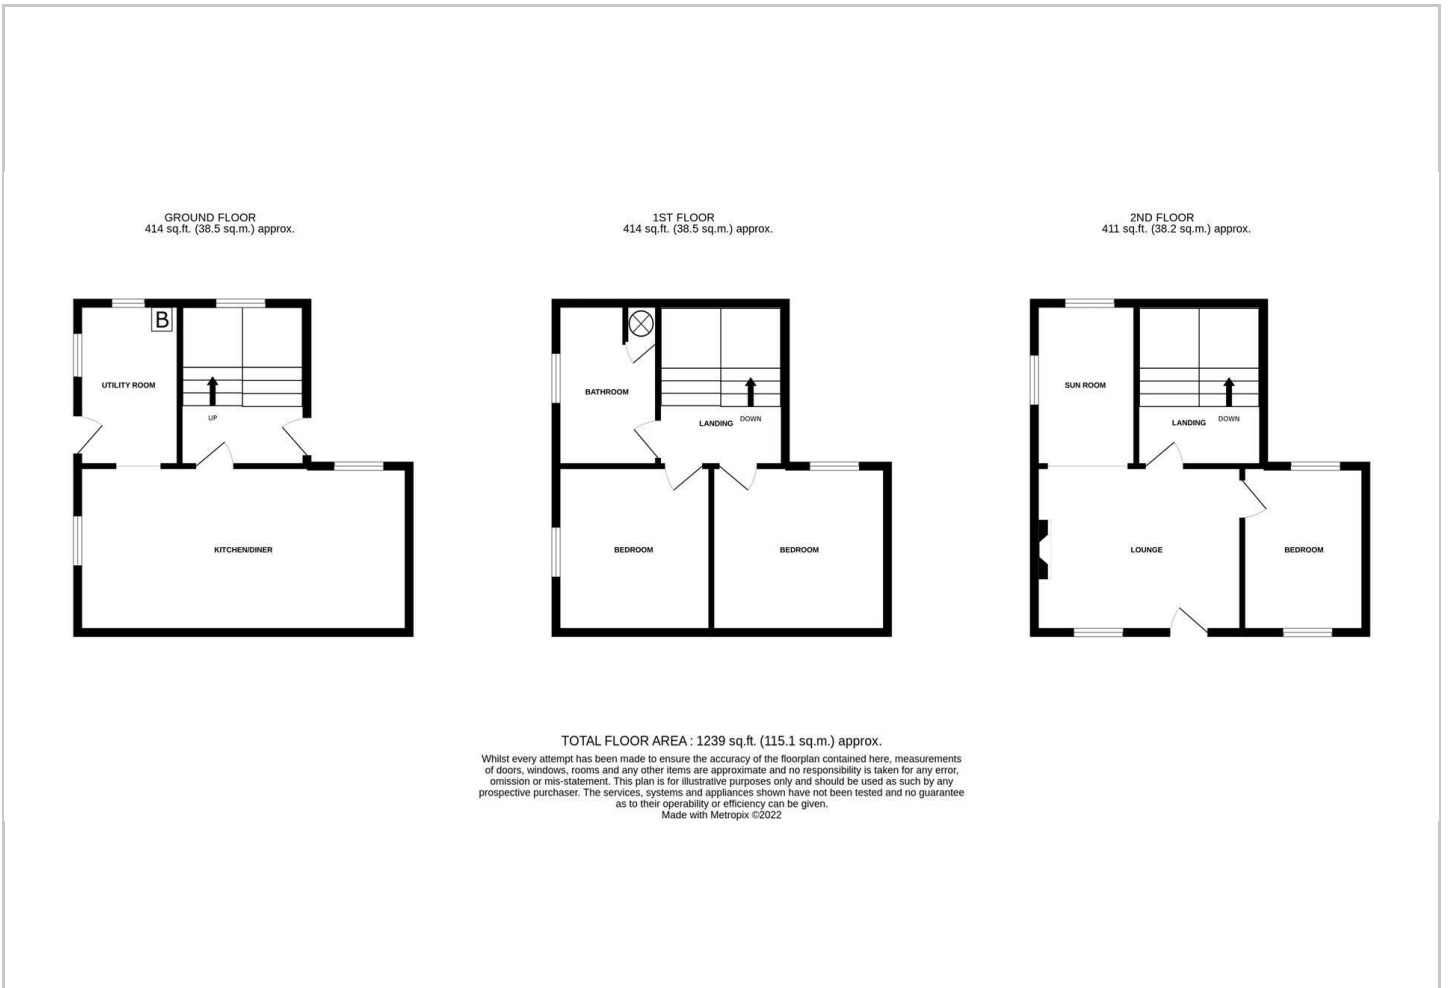 GROUND FLOOR
414 sq.ft. (38.5 sq.m.) approx.
1ST FLOOR
414 sq.ft. (38.5 sq.m.) approx.
2ND FLOOR
411 sq.ft. (38.2 sq.m.) approx.
B
UTILITY ROOM
UP
KITCHEN/DINER
BATHROOM
LANDING
DOWN
BEDROOM
BEDROOM
SUN ROOM
LANDING
DOWN
LOUNGE
BEDROOM
TOTAL FLOOR AREA : 1239 sq.ft. (115.1 sq.m.) approx.
Whilst every attempt has been made to ensure the accuracy of the floorplan contained here, measurements
of doors, windows, rooms and any other items are approximate and no responsibility is taken for any error,
omission or mis-statement. This plan is for illustrative purposes only and should be used as such by any
prospective purchaser. The services, systems and appliances shown have not been tested and no guarantee
as to their operability or efficiency can be given.
Made with Metropix ©2022